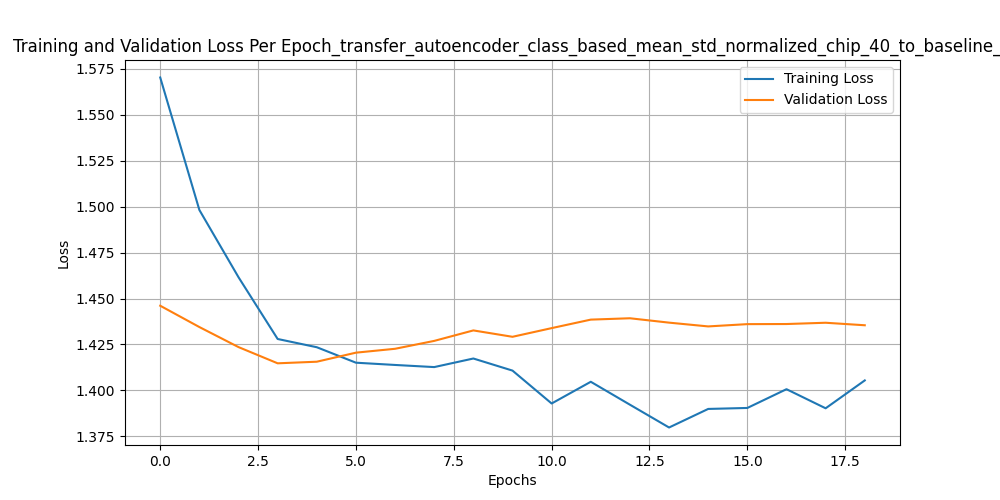 Training and Validation Loss Per Epoch_transfer_autoencoder_class_based_mean_std_normalized_chip_40_to_baseline_
Training Loss
Validation Loss
1.575
1.550
1.525
1.500
1.475
1.450
1.425
1.400
1.375
Loss
0.0 2.5 5.0 7.5 10.0 12.5 15.0 17.5
Epochs